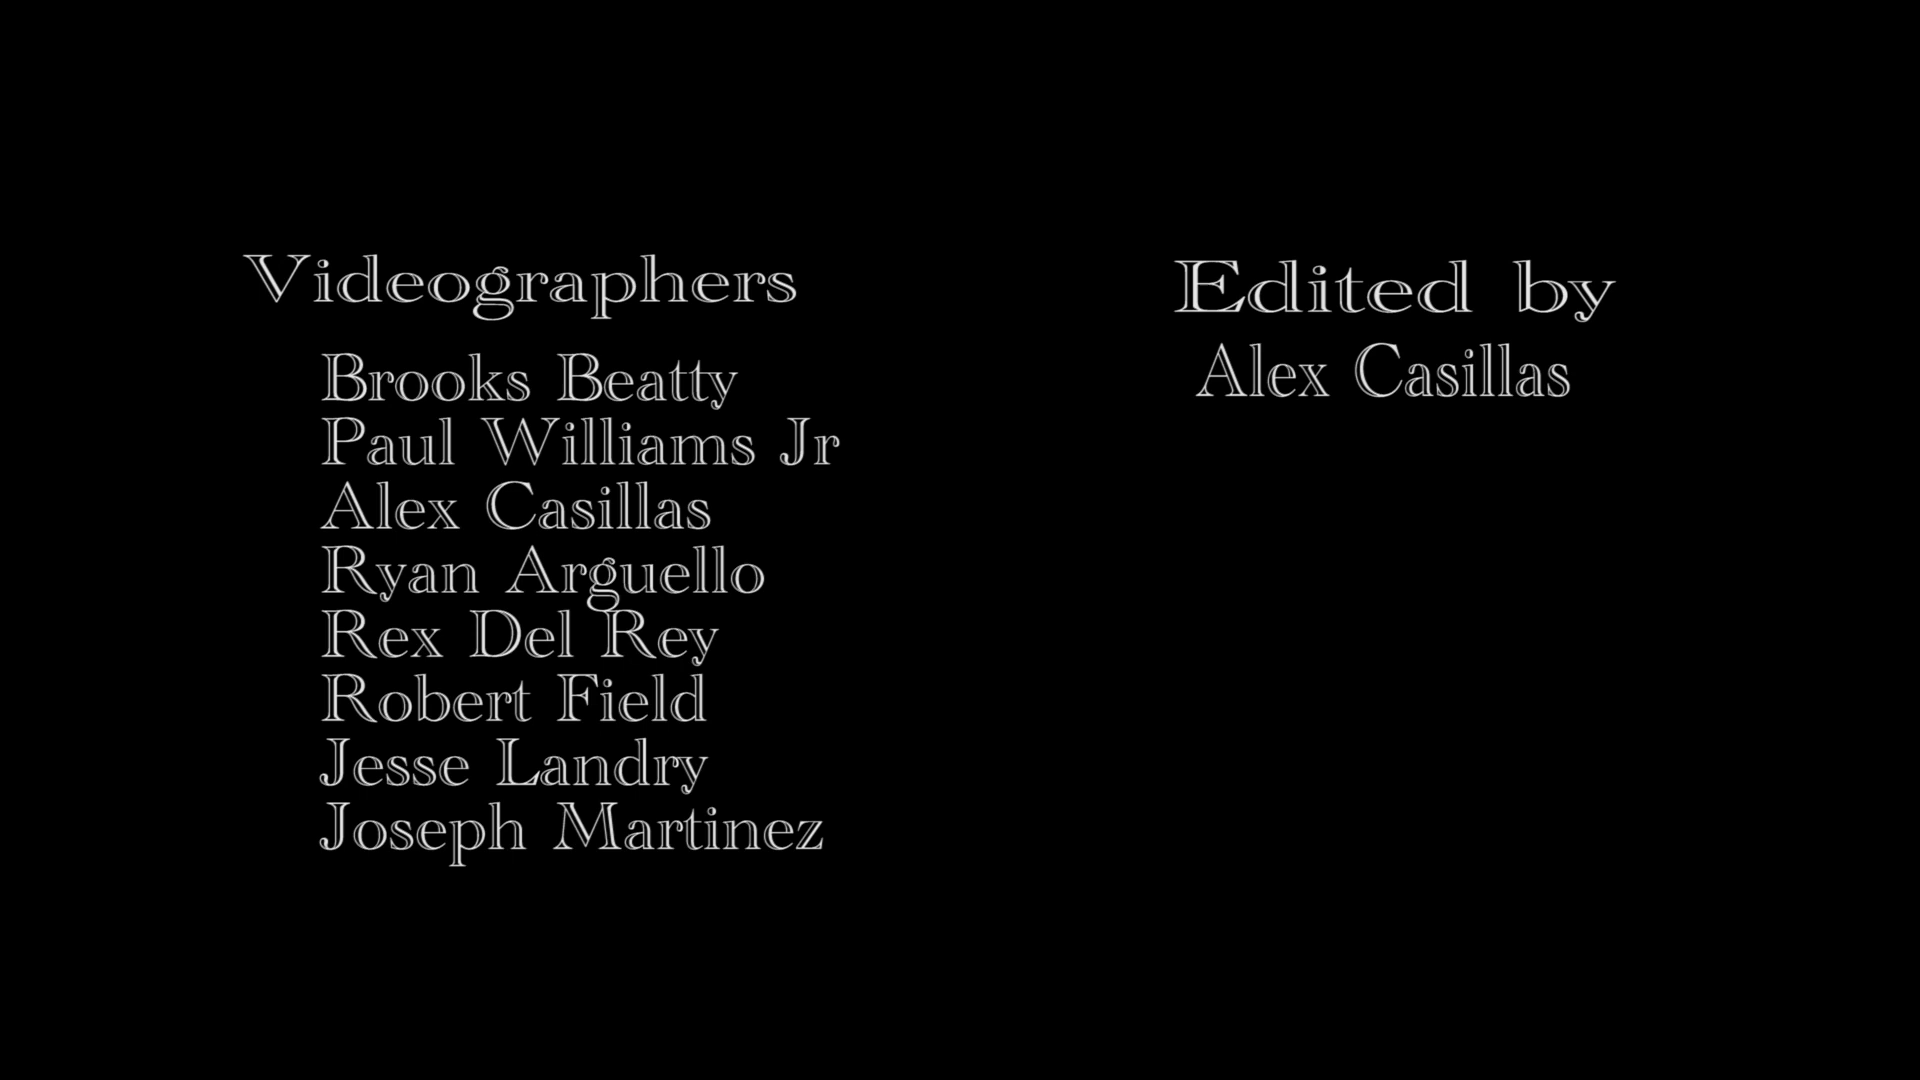 Videographers
Brooks Beatty
Paul Williams Jr
Alex Casillas
Ryan Arguello
Rex Del Rey
Robert Field
Jesse Landry
Joseph Martinez
Edited by
Alex Casillas